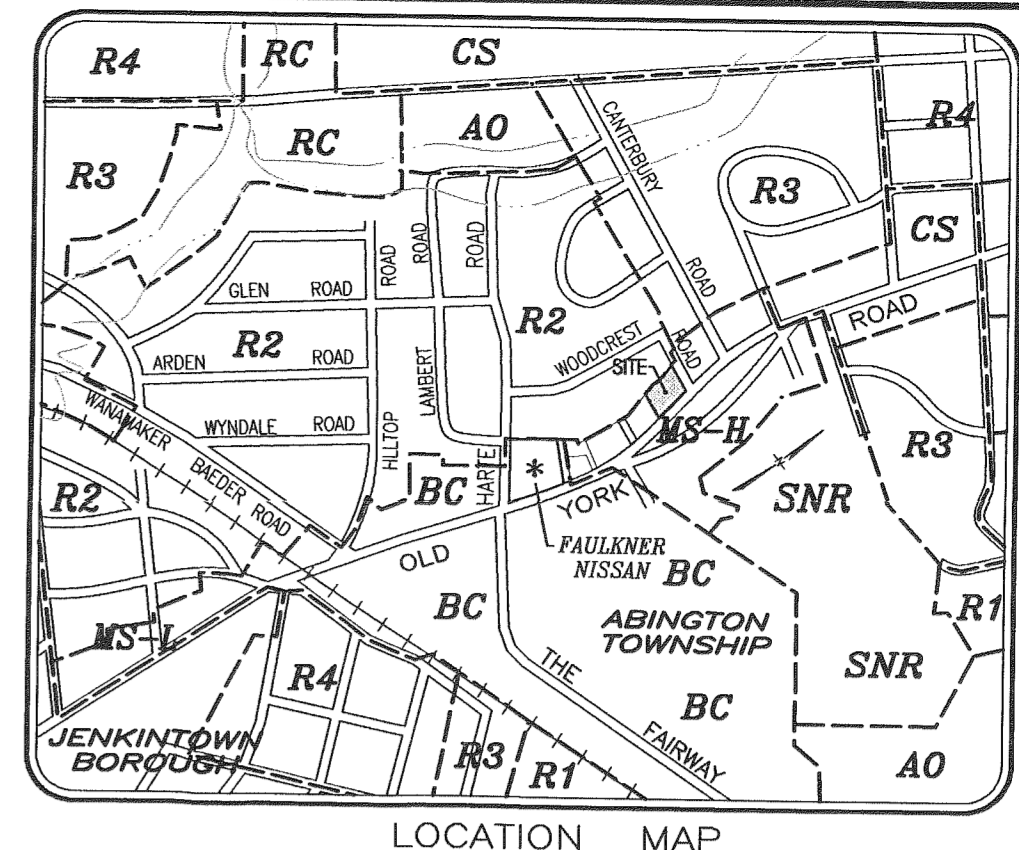 R4
RC
CS
R3
RC
AO
R4
CANTERBURY
ROAD
R3
CS
GLEN ROAD
ROAD
ROAD
ROAD
R2
R2
ARDEN ROAD
WOODCREST
ROAD
SITE
ROAD
LAMBERT
WANAMAKER
WYNDALE ROAD
HLLTOP
MS-H
R3
BAEDER ROAD
R2
BC
HARTE
*
YORK
SNR
OLD
FAULKNER
NISSAN
BC
BC
ABINGTON
TOWNSHIP
R1
MS-L
THE
SNR
R4
BC
FAIRWAY
JENKINTOWN
BOROUGH
R3
R1
AO
LOCATION MAP